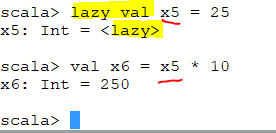 scala> lazy val x5 = 25
x5: Int = <lazy>
scala> val x6 = x5 * 10
x6: Int = 250
scala>